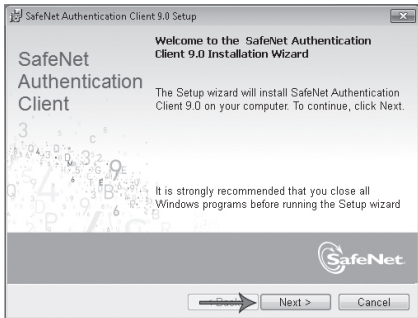 SafeNet Authentication Client 9.0 Setup
SafeNet
Authentication
Client
Welcome to the SafeNet Authentication
Client 9.0 Installation Wizard
The Setup wizard will install SafeNet Authentication
Client 9.0 on your computer. To continue, click Next.
It is strongly recommended that you close all
Windows programs before running the Setup wizard
SafeNet.
Next >
Cancel